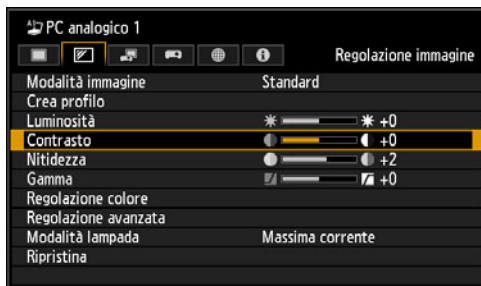 PC analogico 1
Regolazione immagine
Modalità immagine Standard
Crea profilo
Luminosità +0
Contrasto +0
Nitidezza +2
Gamma +0
Regolazione colore
Regolazione avanzata
Modalità lampada Massima corrente
Ripristina